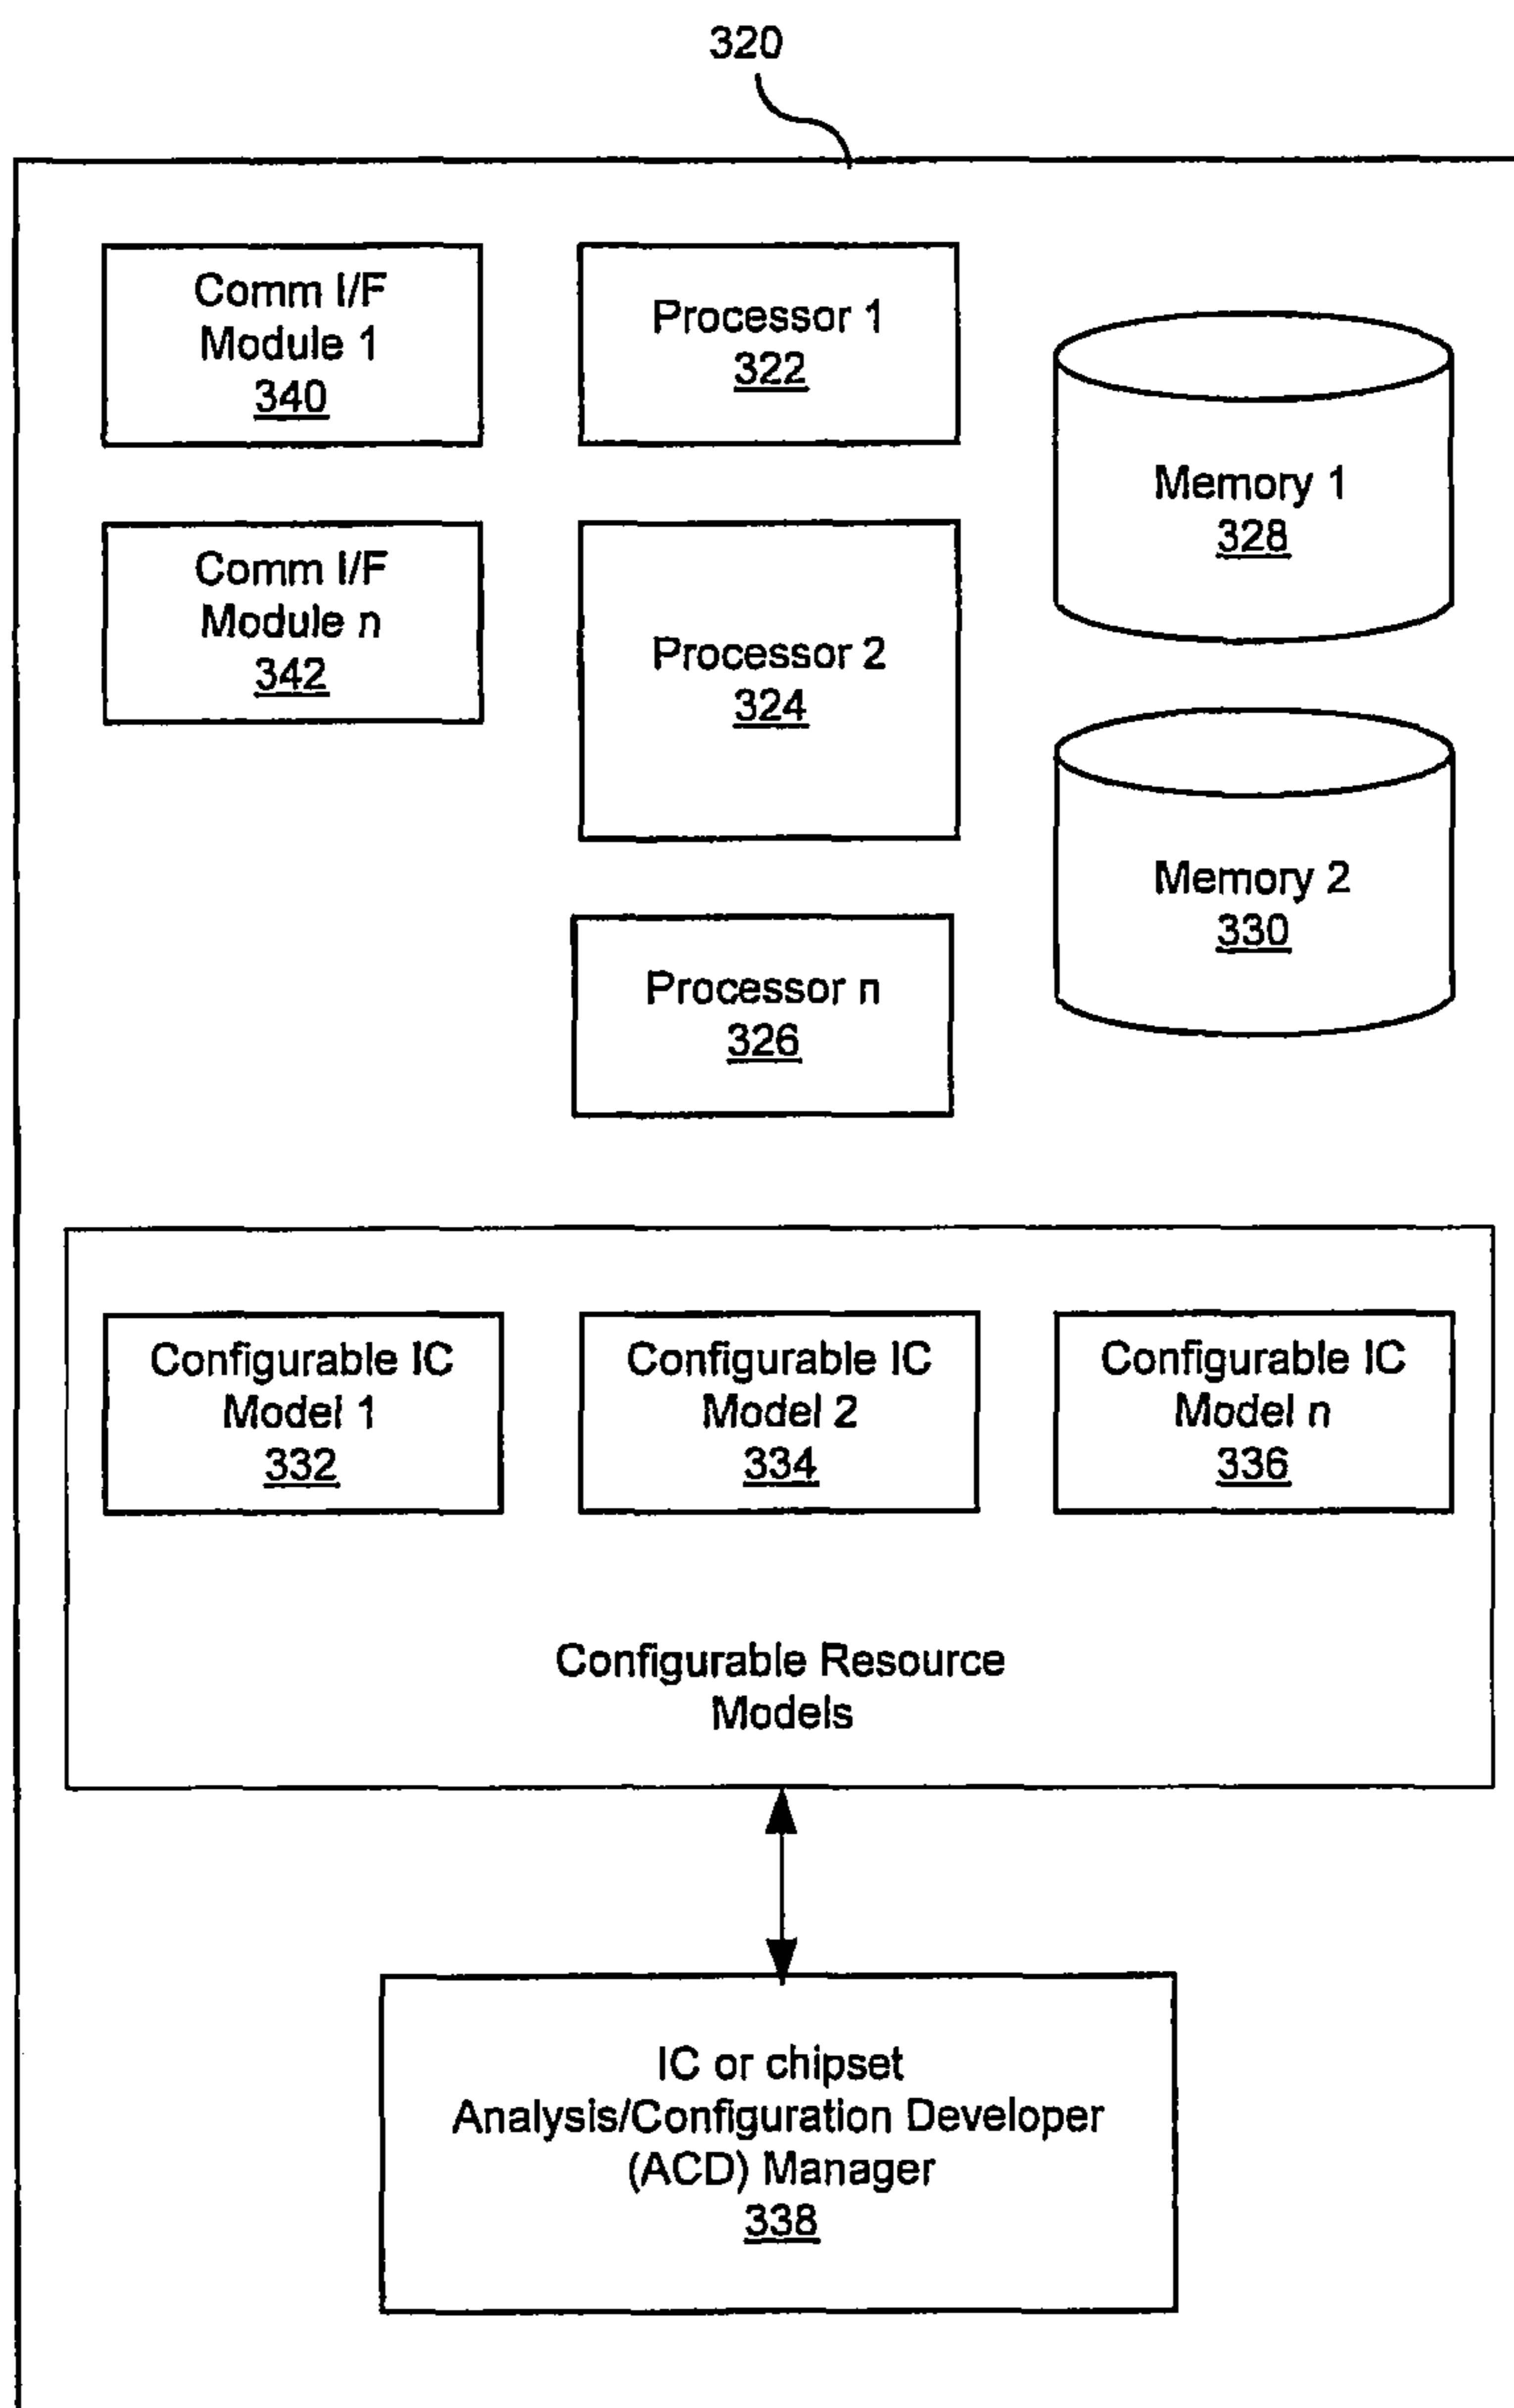 320
Comm I/F
Module 1
340
Processor 1
322
Memory 1
328
Comm I/F
Module n
342
Processor 2
324
Memory 2
330
Processor n
326
Configurable IC
Model 1
332
Configurable IC
Model 2
334
Configurable IC
Model n
336
Configurable Resource
Models
IC or chipset
Analysis/Configuration Developer
(ACD) Manager
338